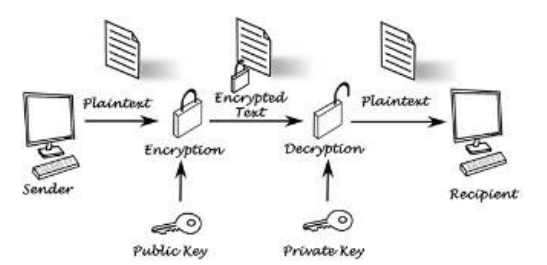 Plaintext
Encrypted
Text
Plaintext
Encryption
Decryption
Sender
Recipient
Public Key
Private Key